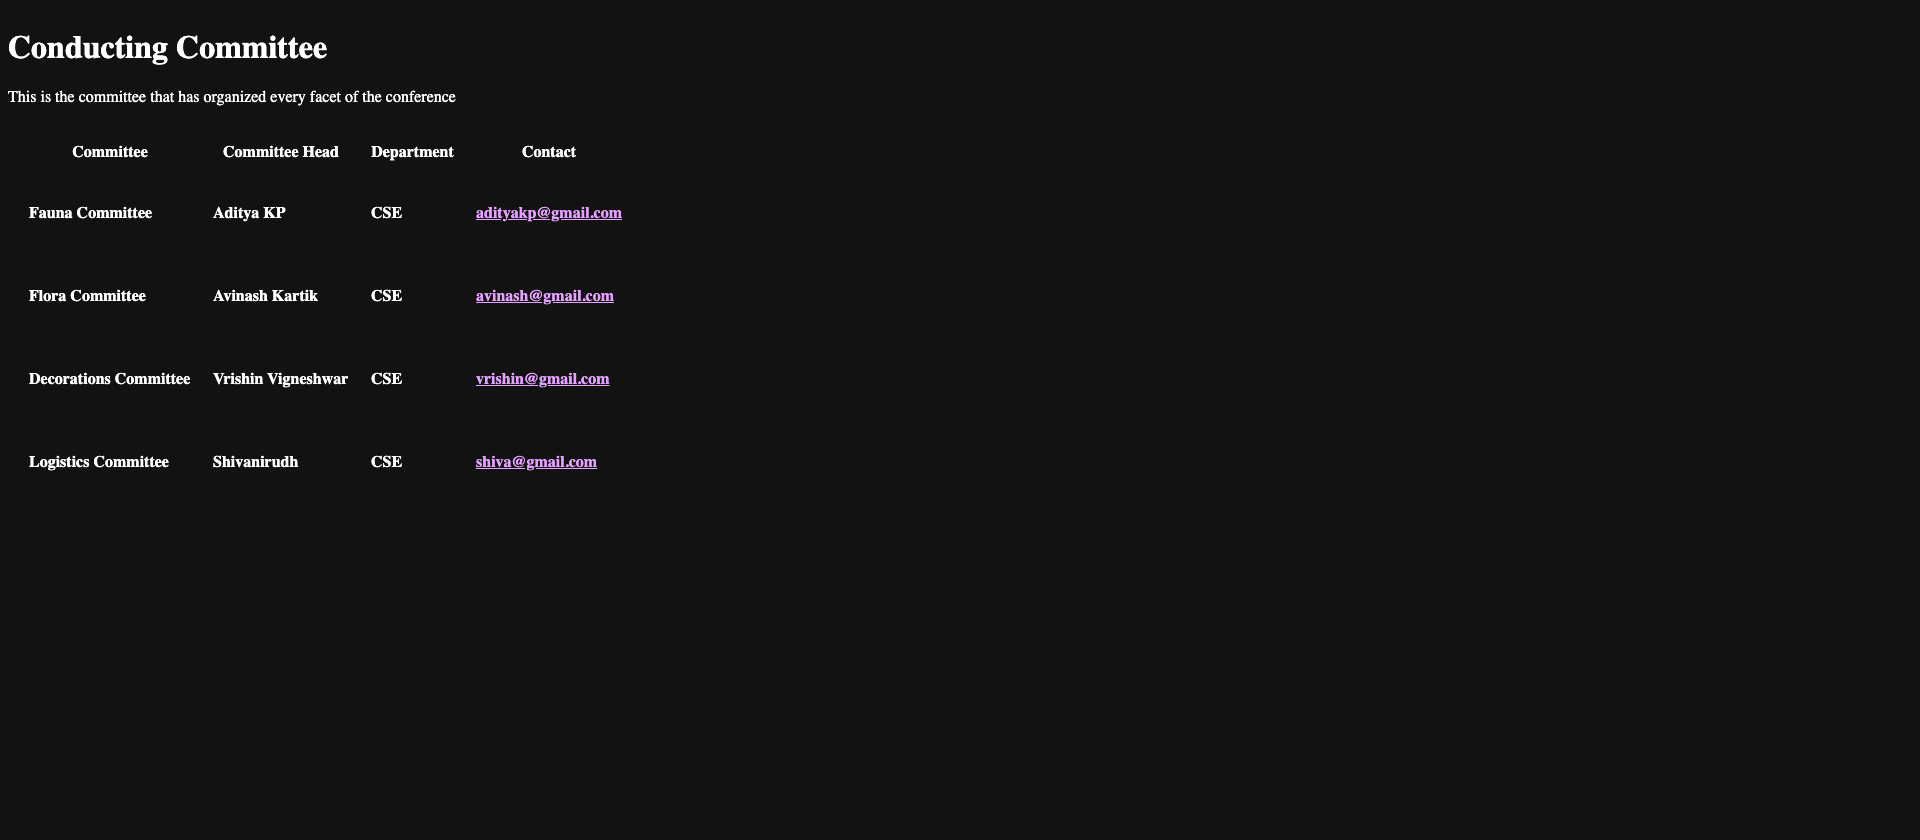 Conducting Committee
This is the committee that has organized every facet of the conference
Committee Committee Head Department Contact
Fauna Committee Aditya KP CSE adityakp@gmail.com
Flora Committee Avinash Kartik CSE avinash@gmail.com
Decorations Committee Vrishin Vigneshwar CSE vrishin@gmail.com
Logistics Committee Shivanirudh CSE shiva@gmail.com